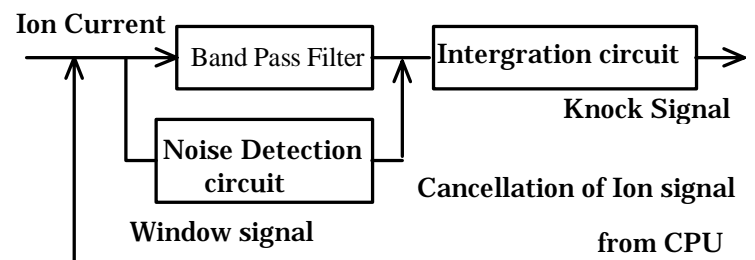 Ion Current
Band Pass Filter
Intergration circuit
Knock Signal
Noise Detection
circuit
Cancellation of Ion signal
from CPU
Window signal